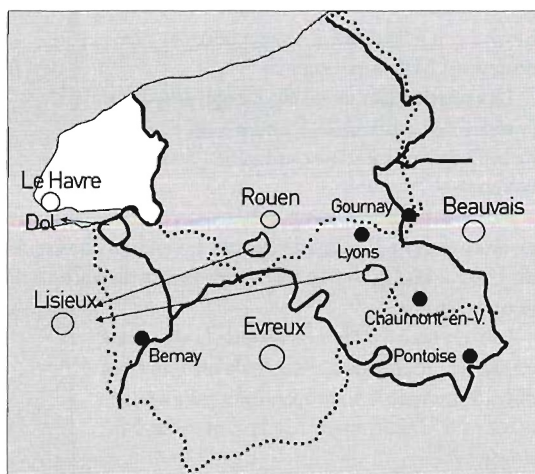 Le Havre
Dol
Rouen
Gournay
Beauvais
Lyons
Lisieux
Chaumont-en-V.
Bernay
Evreux
Pontoise